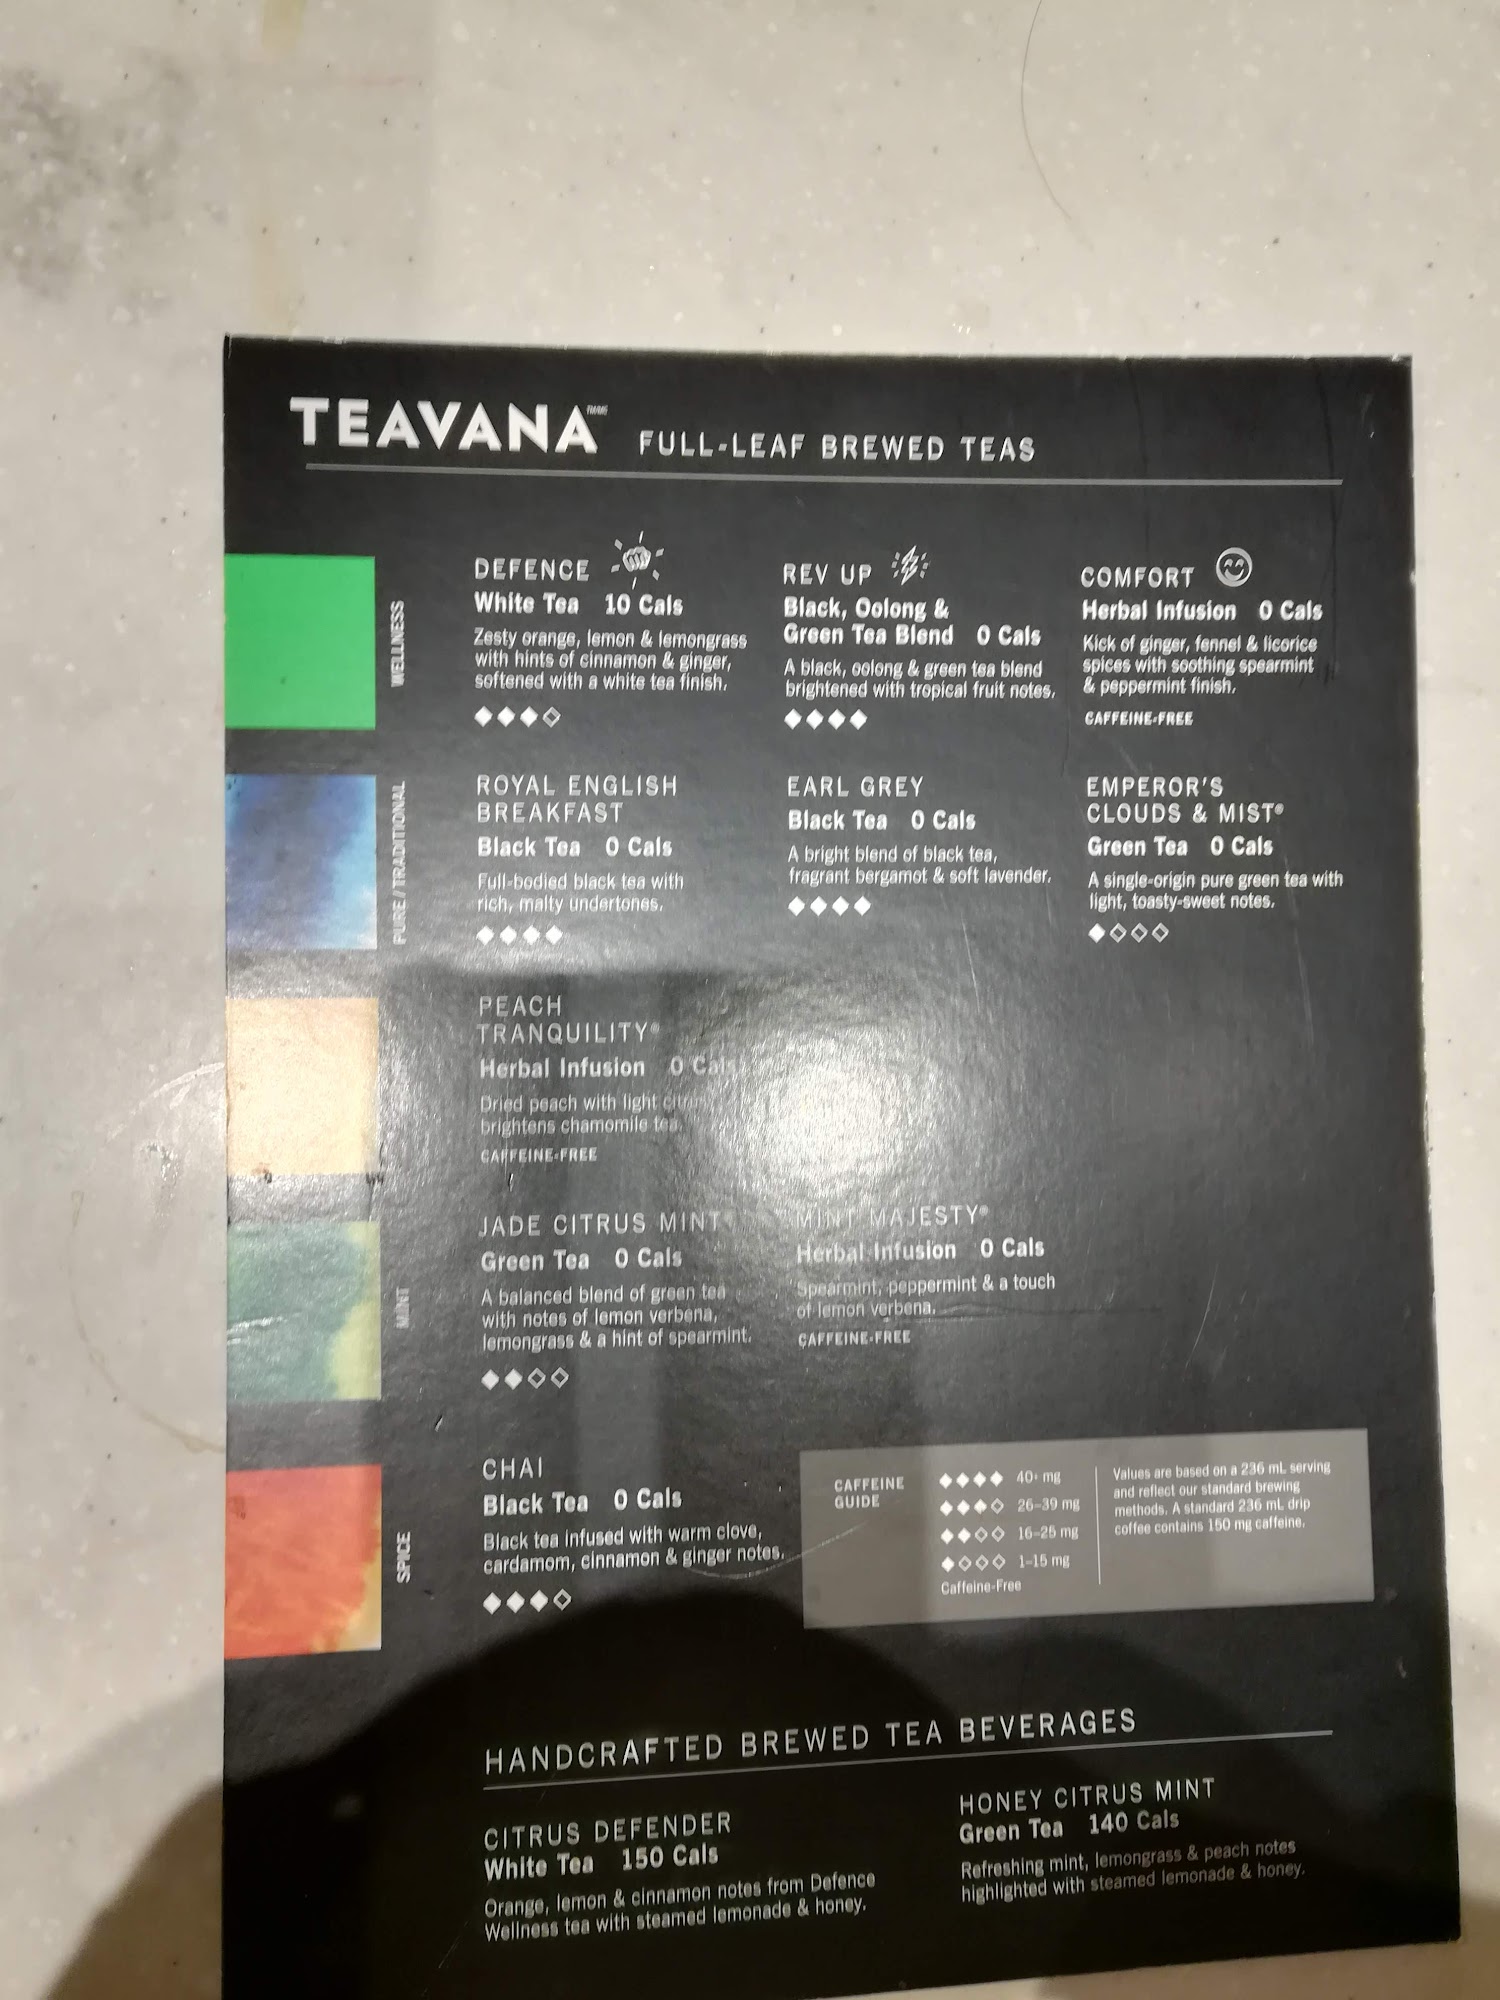 TEAVANA™ FULL-LEAF BREWED TEAS
WELLNESS
DEFENCE
White Tea 10 Cals
Zesty orange, lemon & lemongrass
with hints of cinnamon & ginger,
softened with a white tea finish.
REV UP
Black, Oolong &
Green Tea Blend 0 Cals
A black, oolong & green tea blend
brightened with tropical fruit notes.
COMFORT
Herbal Infusion 0 Cals
Kick of ginger, fennel & licorice
spices with soothing spearmint
& peppermint finish.
CAFFEINE-FREE
PURE / TRADITIONAL
ROYAL ENGLISH
BREAKFAST
Black Tea 0 Cals
Full-bodied black tea with
rich, malty undertones.
EARL GREY
Black Tea 0 Cals
A bright blend of black tea,
fragrant bergamot & soft lavender.
EMPEROR'S
CLOUDS & MIST®
Green Tea 0 Cals
A single-origin pure green tea with
light, toasty-sweet notes.
PEACH
TRANQUILITY®
Herbal Infusion 0 Cals
Dried peach with light citrus
brightens chamomile tea.
CAFFEINE-FREE
MINT
JADE CITRUS MINT
Green Tea 0 Cals
A balanced blend of green tea
with notes of lemon verbena,
lemongrass & a hint of spearmint.
MINT MAJESTY®
Herbal Infusion 0 Cals
Spearmint, peppermint & a touch
of lemon verbena.
CAFFEINE-FREE
SPICE
CHAI
Black Tea 0 Cals
Black tea infused with warm clove,
cardamom, cinnamon & ginger notes.
CAFFEINE
GUIDE
40+ mg
26–39 mg
16–25 mg
1–15 mg
Caffeine-Free
Values are based on a 236 mL serving
and reflect our standard brewing
methods. A standard 236 mL drip
coffee contains 150 mg caffeine.
HANDCRAFTED BREWED TEA BEVERAGES
CITRUS DEFENDER
White Tea 150 Cals
Orange, lemon & cinnamon notes from Defence
Wellness tea with steamed lemonade & honey.
HONEY CITRUS MINT
Green Tea 140 Cals
Refreshing mint, lemongrass & peach notes
highlighted with steamed lemonade & honey.